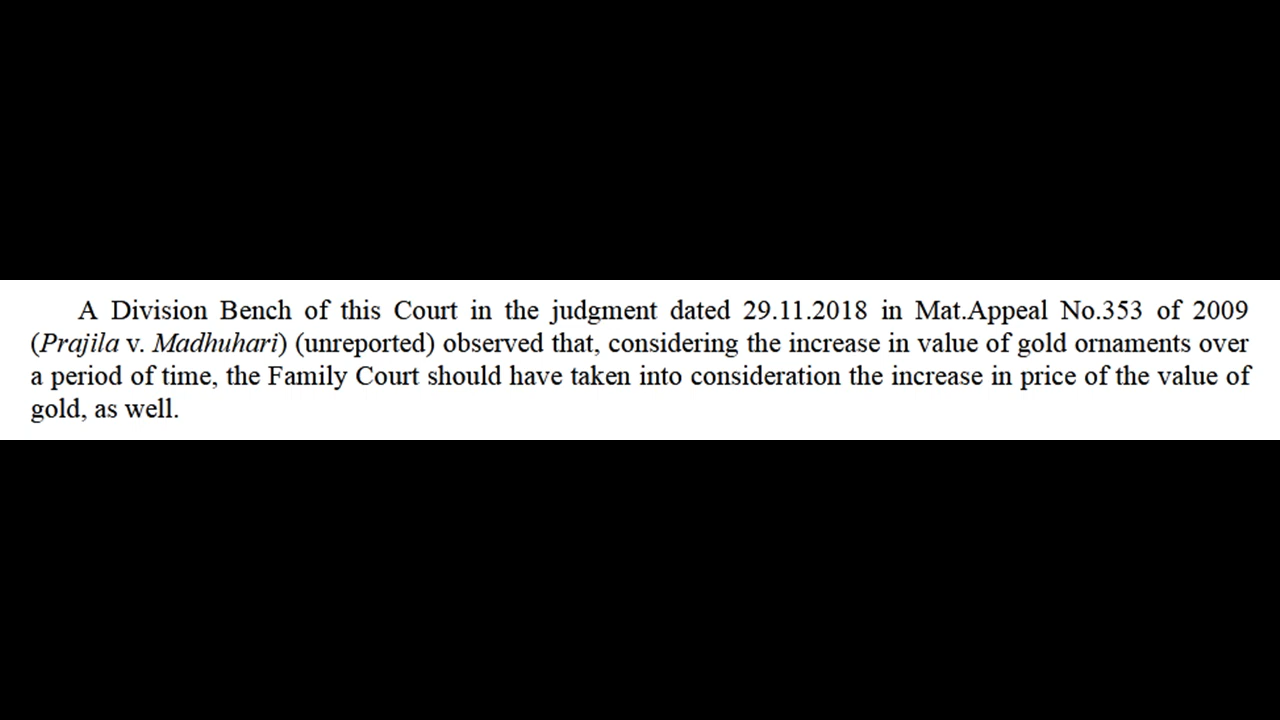 A Division Bench of this Court in the judgment dated 29.11.2018 in Mat.Appeal No.353 of 2009
(Prajila v. Madhuhari) (unreported) observed that, considering the increase in value of gold ornaments over
a period of time, the Family Court should have taken into consideration the increase in price of the value of
gold, as well.